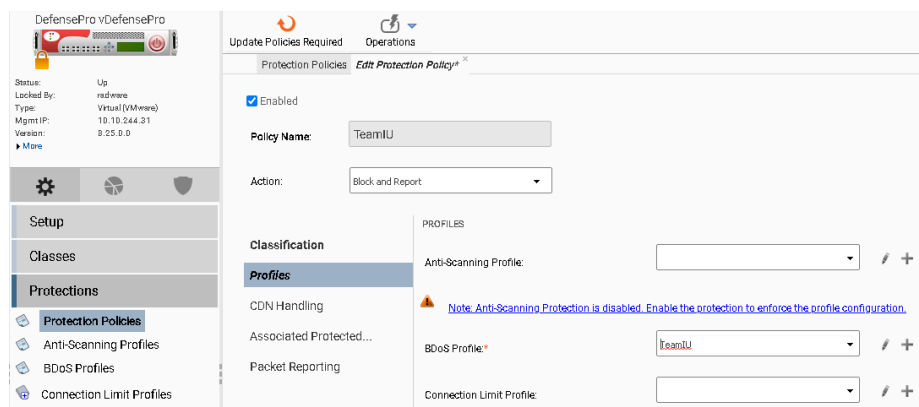 DefensePro vDefensePro
Status: Up
Locked By: radware
Type: Virtual (VMware)
Mgmt IP: 10.10.244.31
Version: 8.25.0.0
More
Setup
Classes
Protections
Protection Policies
Anti-Scanning Profiles
BDoS Profiles
Connection Limit Profiles
Update Policies Required
Operations
Protection Policies
Edit Protection Policy*
Enabled
Policy Name: TeamIU
Action: Block and Report
Classification
Profiles
CDN Handling
Associated Protected...
Packet Reporting
PROFILES
Anti-Scanning Profile:
Note: Anti-Scanning Protection is disabled. Enable the protection to enforce the profile configuration.
BDoS Profile:* TeamIU
Connection Limit Profile: